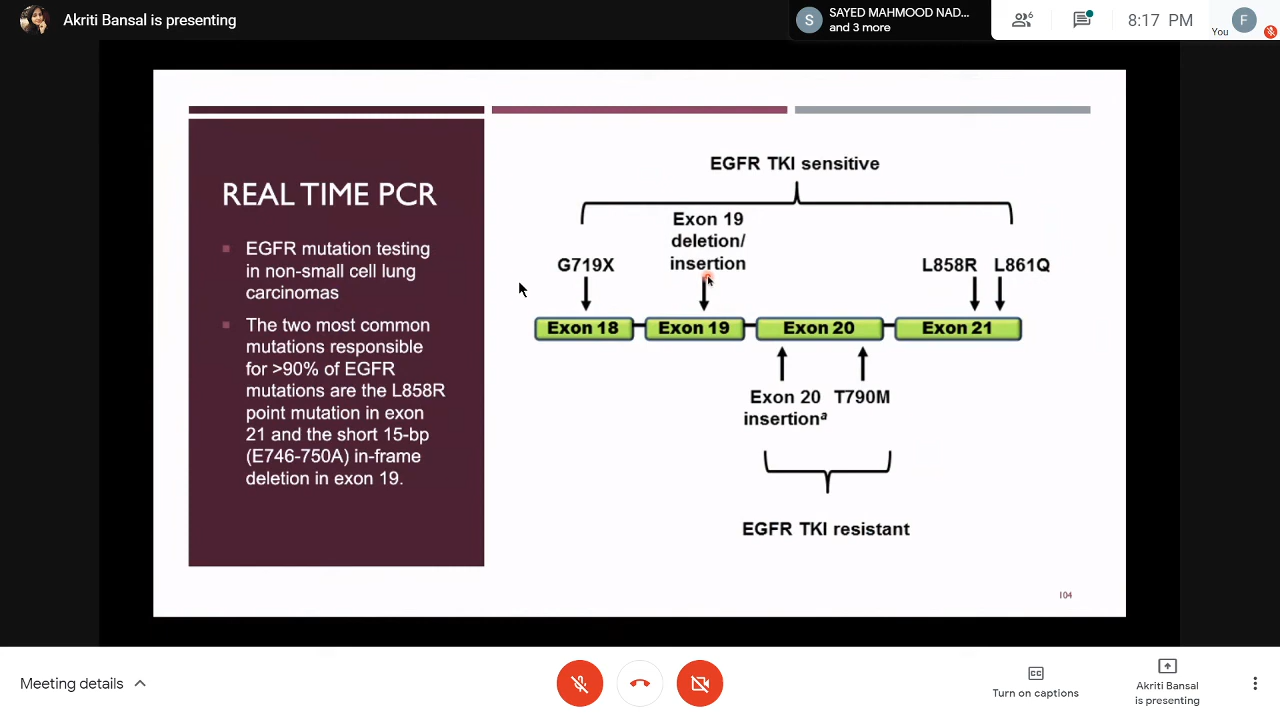 Akriti Bansal is presenting
S
SAYED MAHMOOD NAD...
and 3 more
6
8:17 PM
You
F
REAL TIME PCR
EGFR mutation testing
in non-small cell lung
carcinomas
The two most common
mutations responsible
for >90% of EGFR
mutations are the L858R
point mutation in exon
21 and the short 15-bp
(E746-750A) in-frame
deletion in exon 19.
EGFR TKI sensitive
Exon 19
deletion/
insertion
G719X
L858R L861Q
Exon 18 Exon 19 Exon 20 Exon 21
Exon 20 T790M
insertionª
EGFR TKI resistant
104
Meeting details
CC
Turn on captions
Akriti Bansal
is presenting